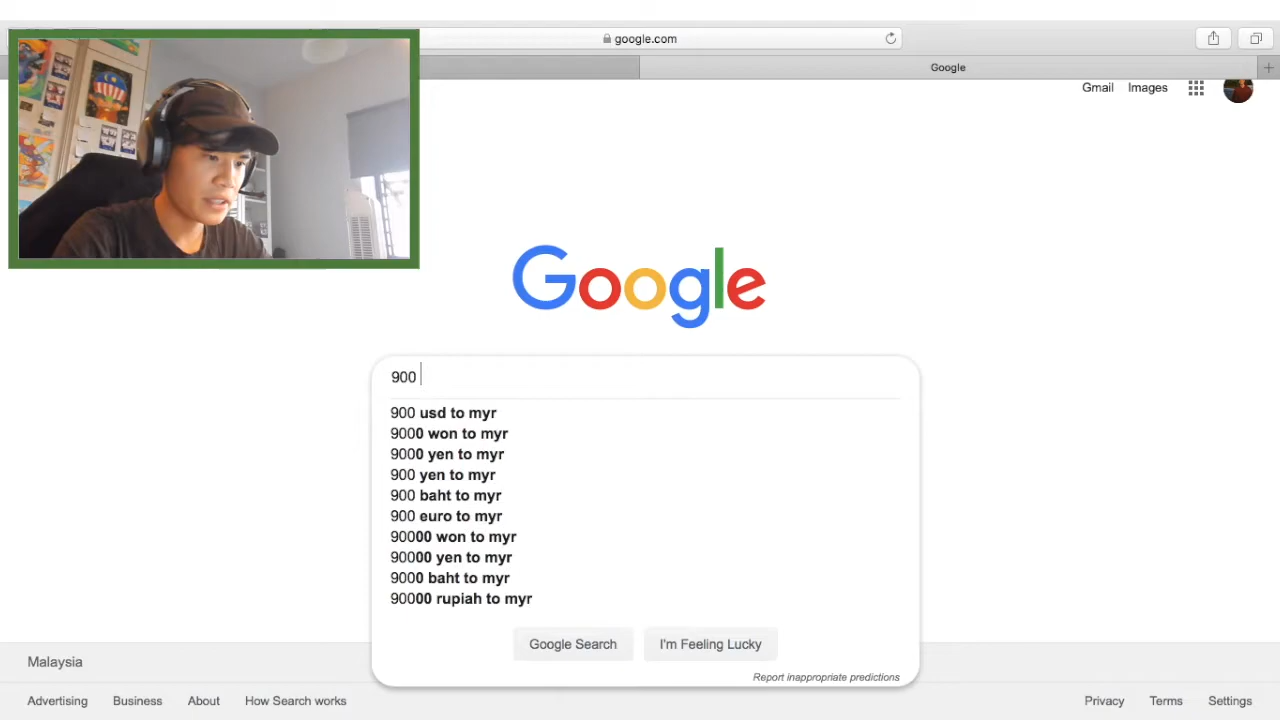 google.com
Google
Gmail Images
Google
900
900 usd to myr
9000 won to myr
9000 yen to myr
900 yen to myr
900 baht to myr
900 euro to myr
90000 won to myr
90000 yen to myr
9000 baht to myr
90000 rupiah to myr
Google Search I'm Feeling Lucky
Report inappropriate predictions
Malaysia
Advertising Business About How Search works Privacy Terms Settings